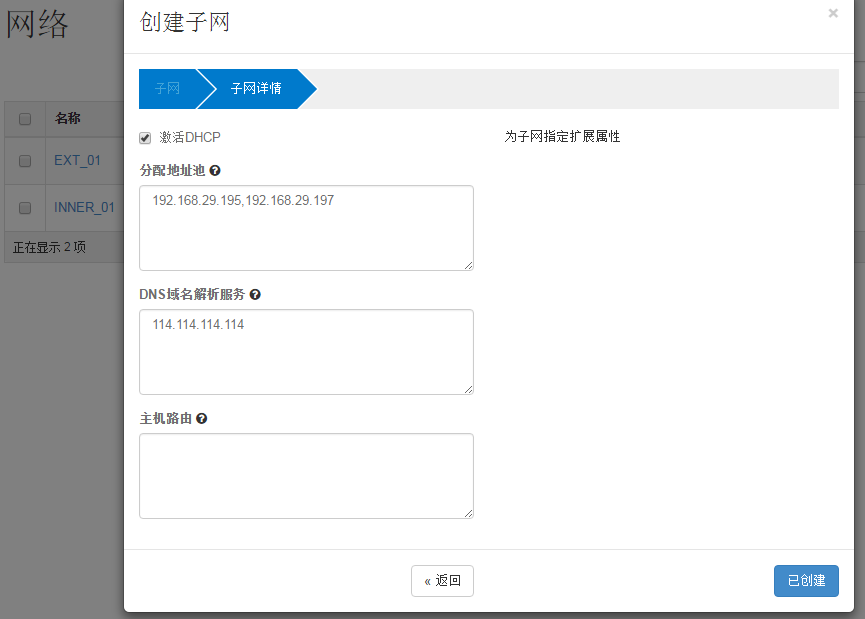 网络
创建子网
×
子网
子网详情
名称
激活DHCP
为子网指定扩展属性
EXT_01
分配地址池
192.168.29.195,192.168.29.197
INNER_01
正在显示 2 项
DNS域名解析服务
114.114.114.114
主机路由
« 返回
已创建